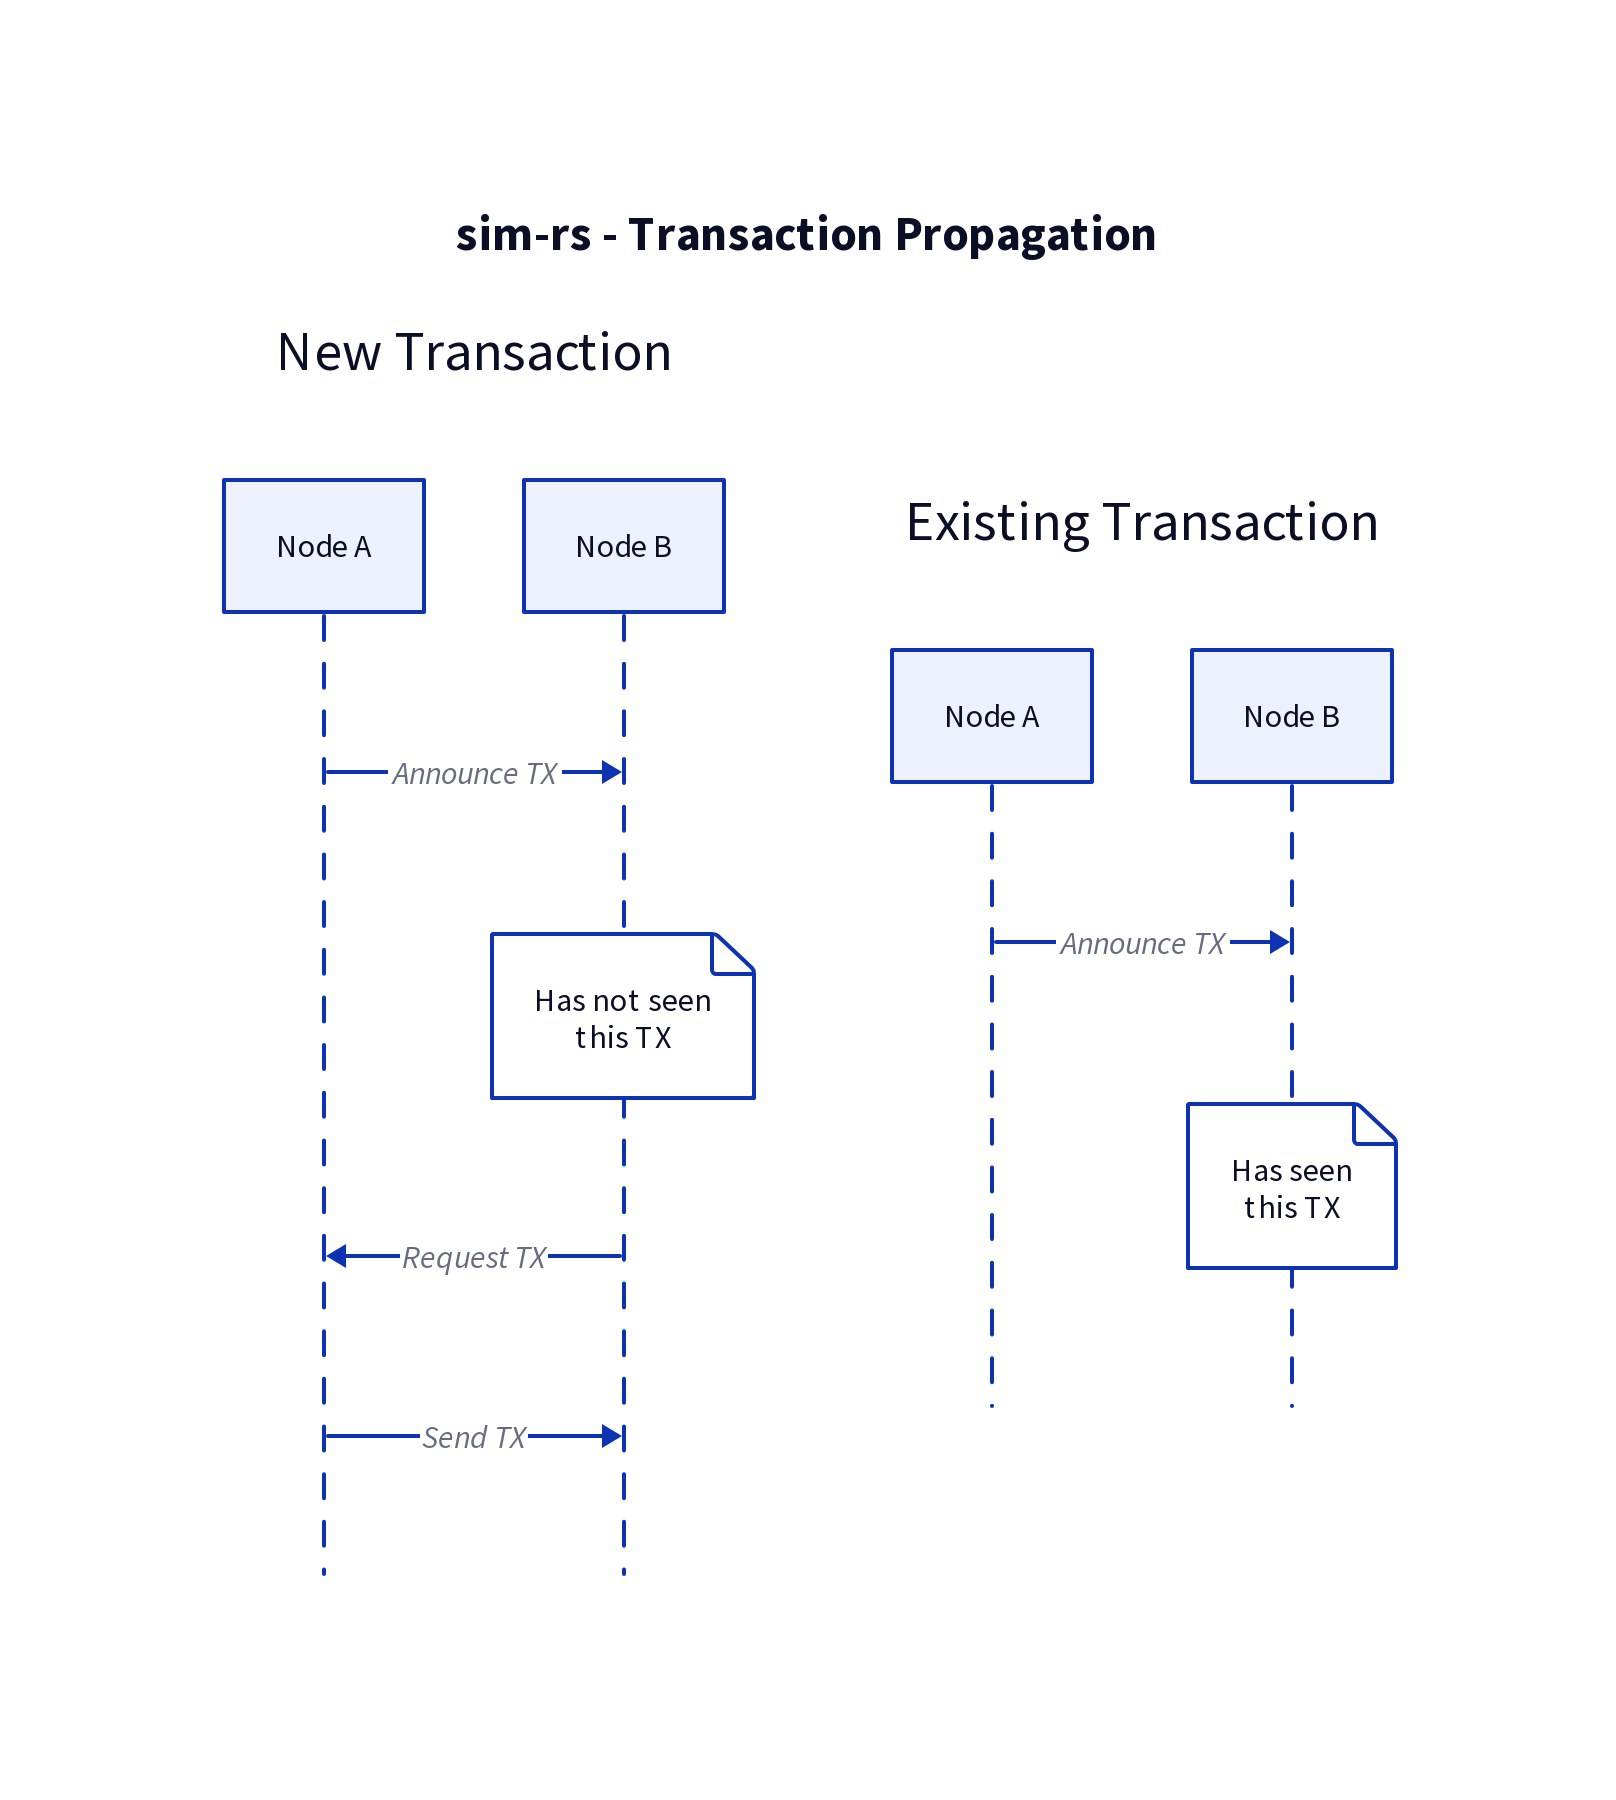 sim-rs - Transaction Propagation
New Transaction
Node A
Node B
Announce TX
Has not seen
this TX
Request TX
Send TX
Existing Transaction
Node A
Node B
Announce TX
Has seen
this TX